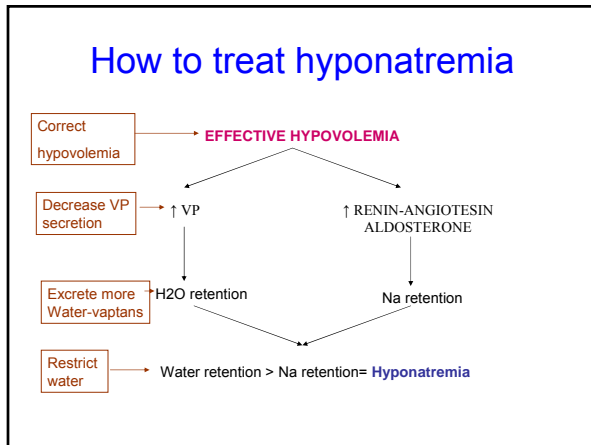 How to treat hyponatremia
Correct
hypovolemia
EFFECTIVE HYPOVOLEMIA
Decrease VP
secretion
↑ VP
↑ RENIN-ANGIOTESIN
ALDOSTERONE
Excrete more
Water-vaptans
H2O retention
Na retention
Restrict
water
Water retention > Na retention= Hyponatremia